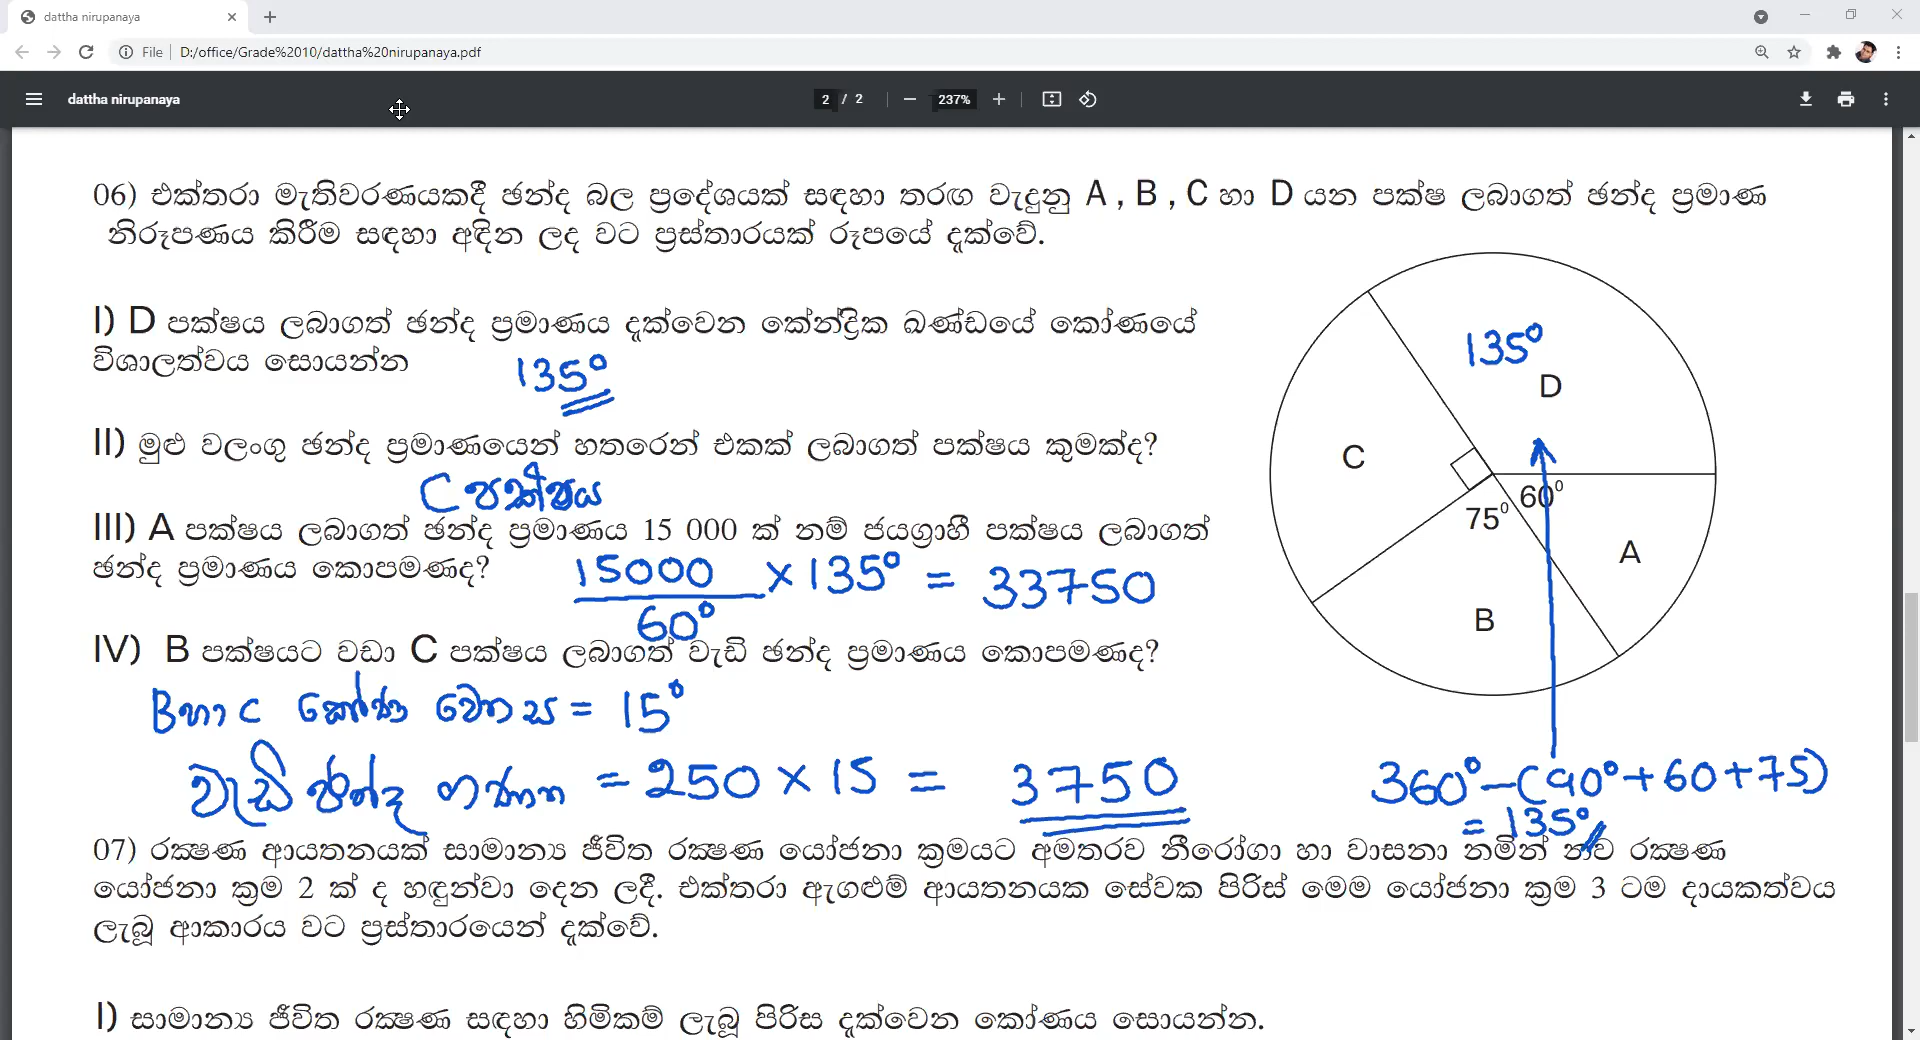 dattha nirupanaya
File | D:/office/Grade%2010/dattha%20nirupanaya.pdf
dattha nirupanaya
2 / 2
237%
06) එක්තරා මැතිවරණයකදී ඡන්ද බල ප්‍රදේශයක් සඳහා තරඟ වැදුනු A , B , C හා D යන පක්ෂ ලබාගත් ඡන්ද ප්‍රමාණ
නිරූපණය කිරීම සඳහා අඳින ලද වට ප්‍රස්තාරයක් රූපයේ දැක්වේ.
I) D පක්ෂය ලබාගත් ඡන්ද ප්‍රමාණය දැක්වෙන කේන්ද්‍රික ඛණ්ඩයේ කෝණයේ
විශාලත්වය සොයන්න
135°
II) මුළු වලංගු ඡන්ද ප්‍රමාණයෙන් හතරෙන් එකක් ලබාගත් පක්ෂය කුමක්ද?
C පක්ෂය
III) A පක්ෂය ලබාගත් ඡන්ද ප්‍රමාණය 15 000 ක් නම් ජයග්‍රාහී පක්ෂය ලබාගත්
ඡන්ද ප්‍රමාණය කොපමණද?
15000 × 135° = 33750
60°
IV) B පක්ෂයට වඩා C පක්ෂය ලබාගත් වැඩි ඡන්ද ප්‍රමාණය කොපමණද?
B හා C කෝණ වෙනස = 15°
වැඩි ඡන්ද ගණන = 250 × 15 = 3750
135°
D
C
60°
75°
A
B
360° - (90° + 60 + 75)
= 135°
07) රක්‍ෂණ ආයතනයක් සාමාන්‍ය ජීවිත රක්‍ෂණ යෝජනා ක්‍රමයට අමතරව නීරෝගා හා වාසනා නමින් නව රක්‍ෂණ
යෝජනා ක්‍රම 2 ක් ද හඳුන්වා දෙන ලදී. එක්තරා ඇගළුම් ආයතනයක සේවක පිරිස් මෙම යෝජනා ක්‍රම 3 ටම දායකත්වය
ලැබූ ආකාරය වට ප්‍රස්තාරයෙන් දැක්වේ.
I) සාමාන්‍ය ජීවිත රක්‍ෂණ සඳහා හිමිකම් ලැබූ පිරිස දැක්වෙන කෝණය සොයන්න.